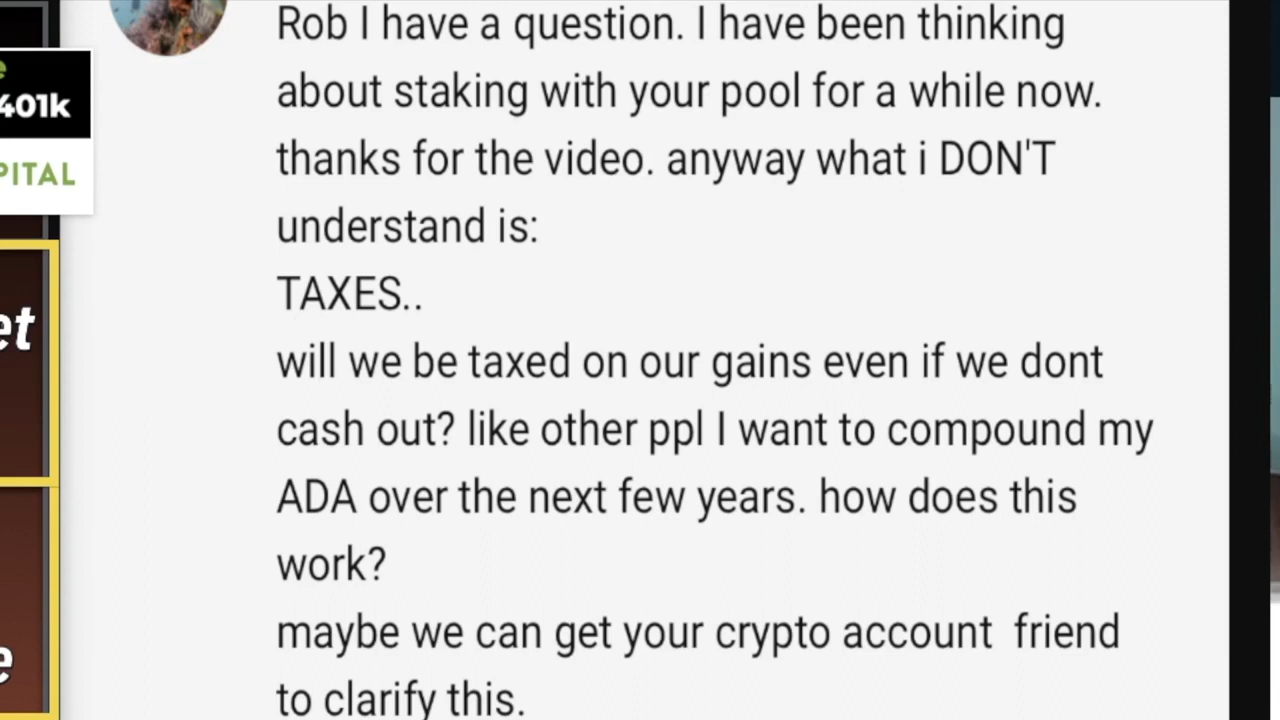 Rob I have a question. I have been thinking
about staking with your pool for a while now.
thanks for the video. anyway what i DON'T
understand is:
TAXES..
will we be taxed on our gains even if we dont
cash out? like other ppl I want to compound my
ADA over the next few years. how does this
work?
maybe we can get your crypto account  friend
to clarify this.
401k
PITAL
et
e